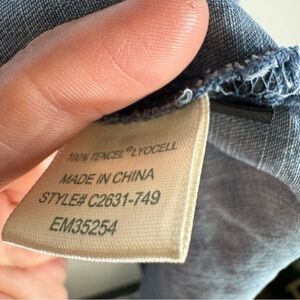 100% TENCEL® LYOCELL
MADE IN CHINA
STYLE# C2631-749
EM35254